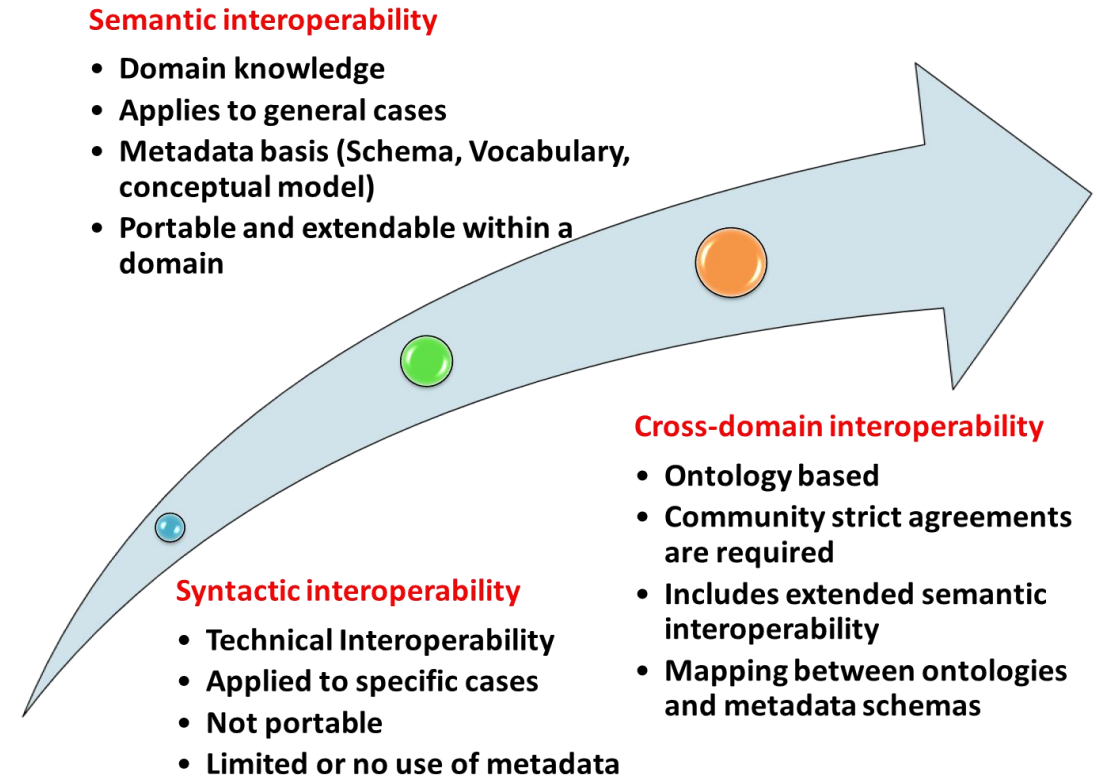 Semantic interoperability
• Domain knowledge
• Applies to general cases
• Metadata basis (Schema, Vocabulary,
conceptual model)
• Portable and extendable within a
domain
Cross-domain interoperability
• Ontology based
• Community strict agreements
are required
• Includes extended semantic
interoperability
• Mapping between ontologies
and metadata schemas
Syntactic interoperability
• Technical Interoperability
• Applied to specific cases
• Not portable
• Limited or no use of metadata